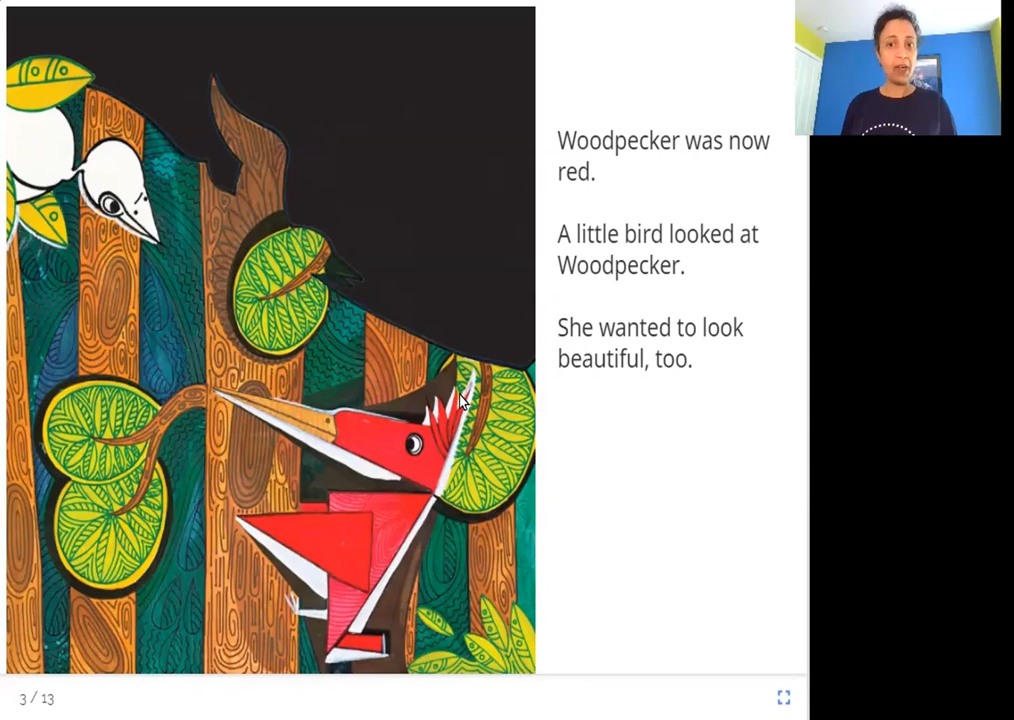 Woodpecker was now
red.
A little bird looked at
Woodpecker.
She wanted to look
beautiful, too.
3 / 13